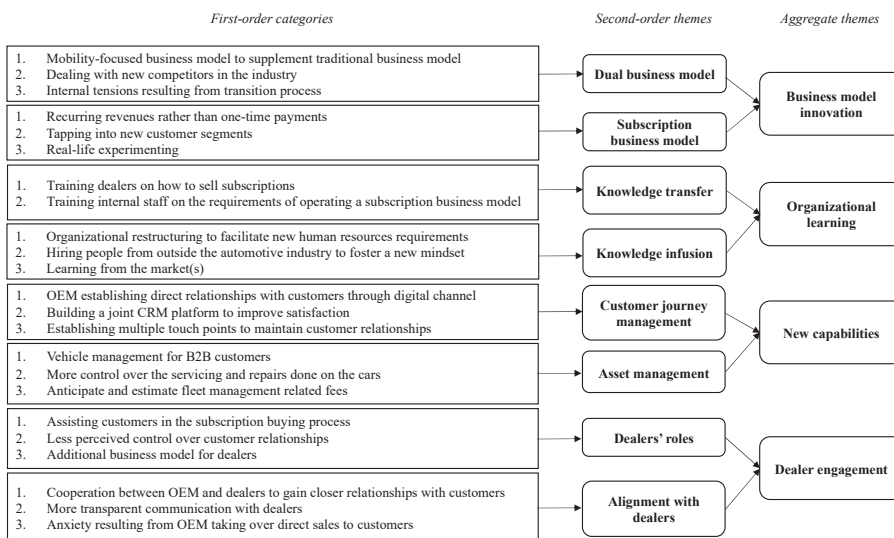 First-order categories
Second-order themes
Aggregate themes
1. Mobility-focused business model to supplement traditional business model
2. Dealing with new competitors in the industry
3. Internal tensions resulting from transition process
Dual business model
1. Recurring revenues rather than one-time payments
2. Tapping into new customer segments
3. Real-life experimenting
Subscription
business model
Business model
innovation
1. Training dealers on how to sell subscriptions
2. Training internal staff on the requirements of operating a subscription business model
Knowledge transfer
1. Organizational restructuring to facilitate new human resources requirements
2. Hiring people from outside the automotive industry to foster a new mindset
3. Learning from the market(s)
Knowledge infusion
Organizational
learning
1. OEM establishing direct relationships with customers through digital channel
2. Building a joint CRM platform to improve satisfaction
3. Establishing multiple touch points to maintain customer relationships
Customer journey
management
1. Vehicle management for B2B customers
2. More control over the servicing and repairs done on the cars
3. Anticipate and estimate fleet management related fees
Asset management
New capabilities
1. Assisting customers in the subscription buying process
2. Less perceived control over customer relationships
3. Additional business model for dealers
Dealers' roles
1. Cooperation between OEM and dealers to gain closer relationships with customers
2. More transparent communication with dealers
3. Anxiety resulting from OEM taking over direct sales to customers
Alignment with
dealers
Dealer engagement